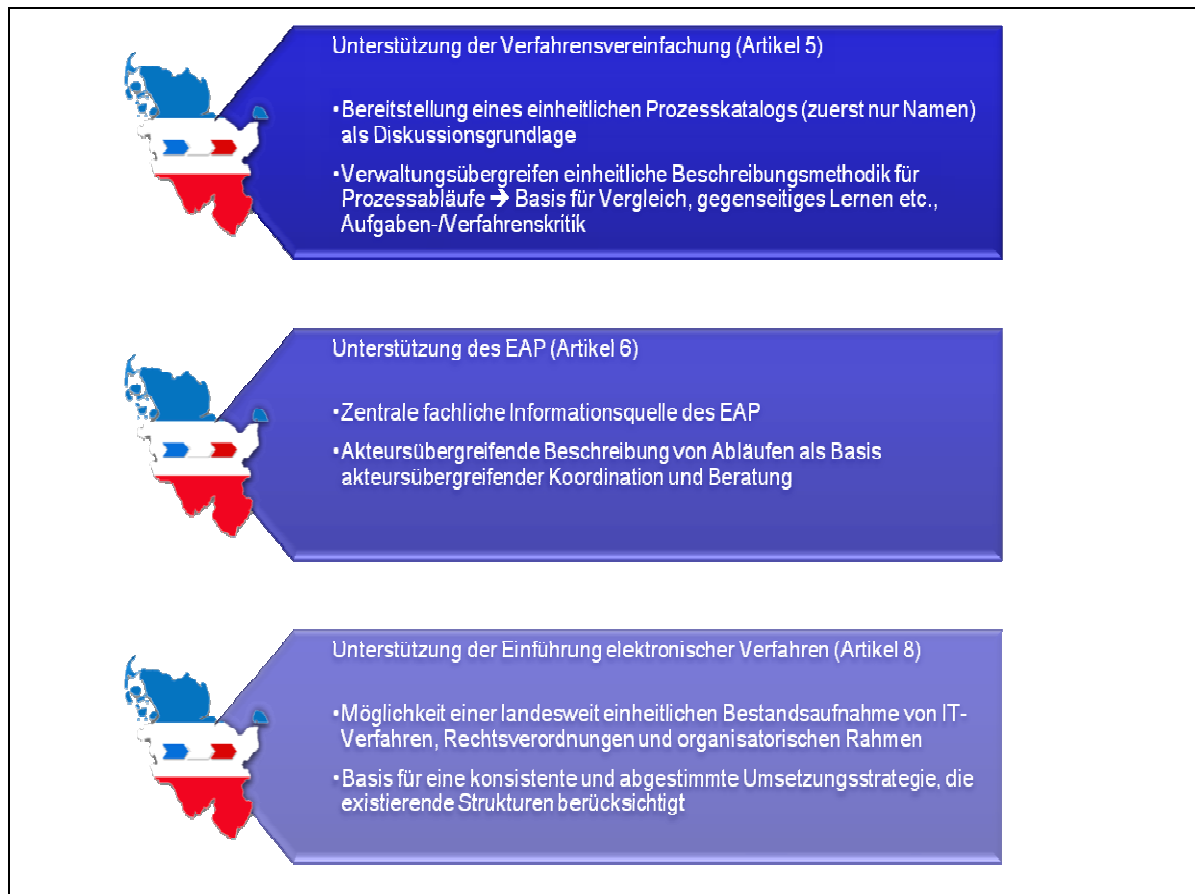 Unterstützung der Verfahrensvereinfachung (Artikel 5)
▪Bereitstellung eines einheitlichen Prozesskatalogs (zuerst nur Namen)
als Diskussionsgrundlage
▪Verwaltungsübergreifen einheitliche Beschreibungsmethodik für
Prozessabläufe ➔ Basis für Vergleich, gegenseitiges Lernen etc.,
Aufgaben-/Verfahrenskritik
Unterstützung des EAP (Artikel 6)
▪Zentrale fachliche Informationsquelle des EAP
▪Akteursübergreifende Beschreibung von Abläufen als Basis
akteursübergreifender Koordination und Beratung
Unterstützung der Einführung elektronischer Verfahren (Artikel 8)
▪Möglichkeit einer landesweit einheitlichen Bestandsaufnahme von IT-
Verfahren, Rechtsverordnungen und organisatorischen Rahmen
▪Basis für eine konsistente und abgestimmte Umsetzungsstrategie, die
existierende Strukturen berücksichtigt